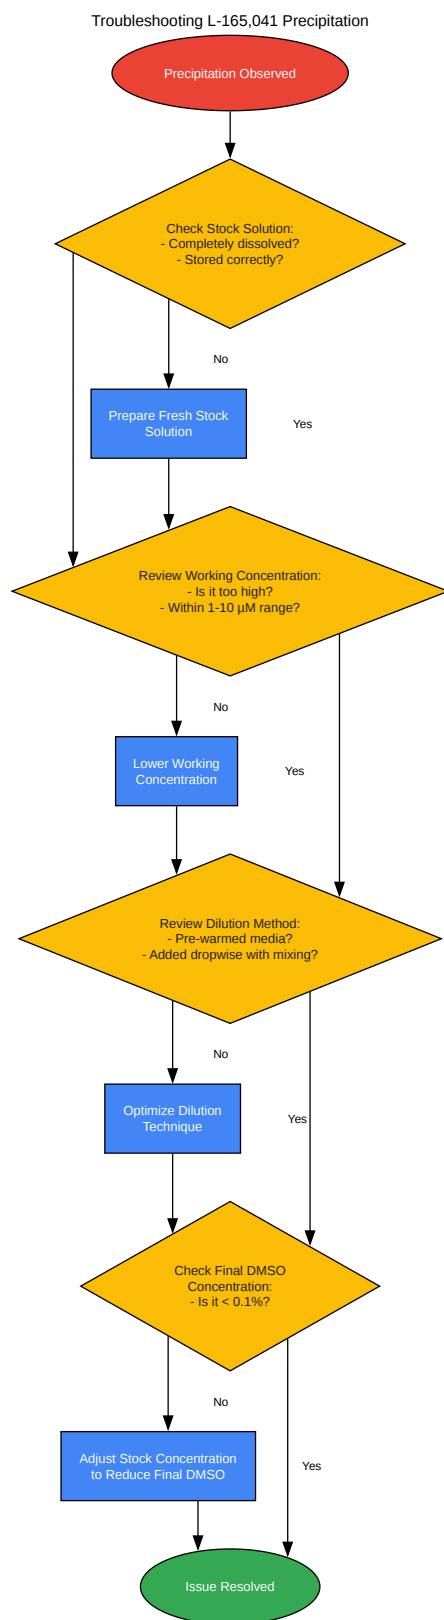 Troubleshooting L-165,041 Precipitation
Precipitation Observed
Check Stock Solution:
- Completely dissolved?
- Stored correctly?
No
Prepare Fresh Stock
Solution
Yes
Review Working Concentration:
- Is it too high?
- Within 1-10 µM range?
No
Lower Working
Concentration
Yes
Review Dilution Method:
- Pre-warmed media?
- Added dropwise with mixing?
No
Optimize Dilution
Technique
Yes
Check Final DMSO
Concentration:
- Is it < 0.1%?
No
Adjust Stock Concentration
to Reduce Final DMSO
Yes
Issue Resolved